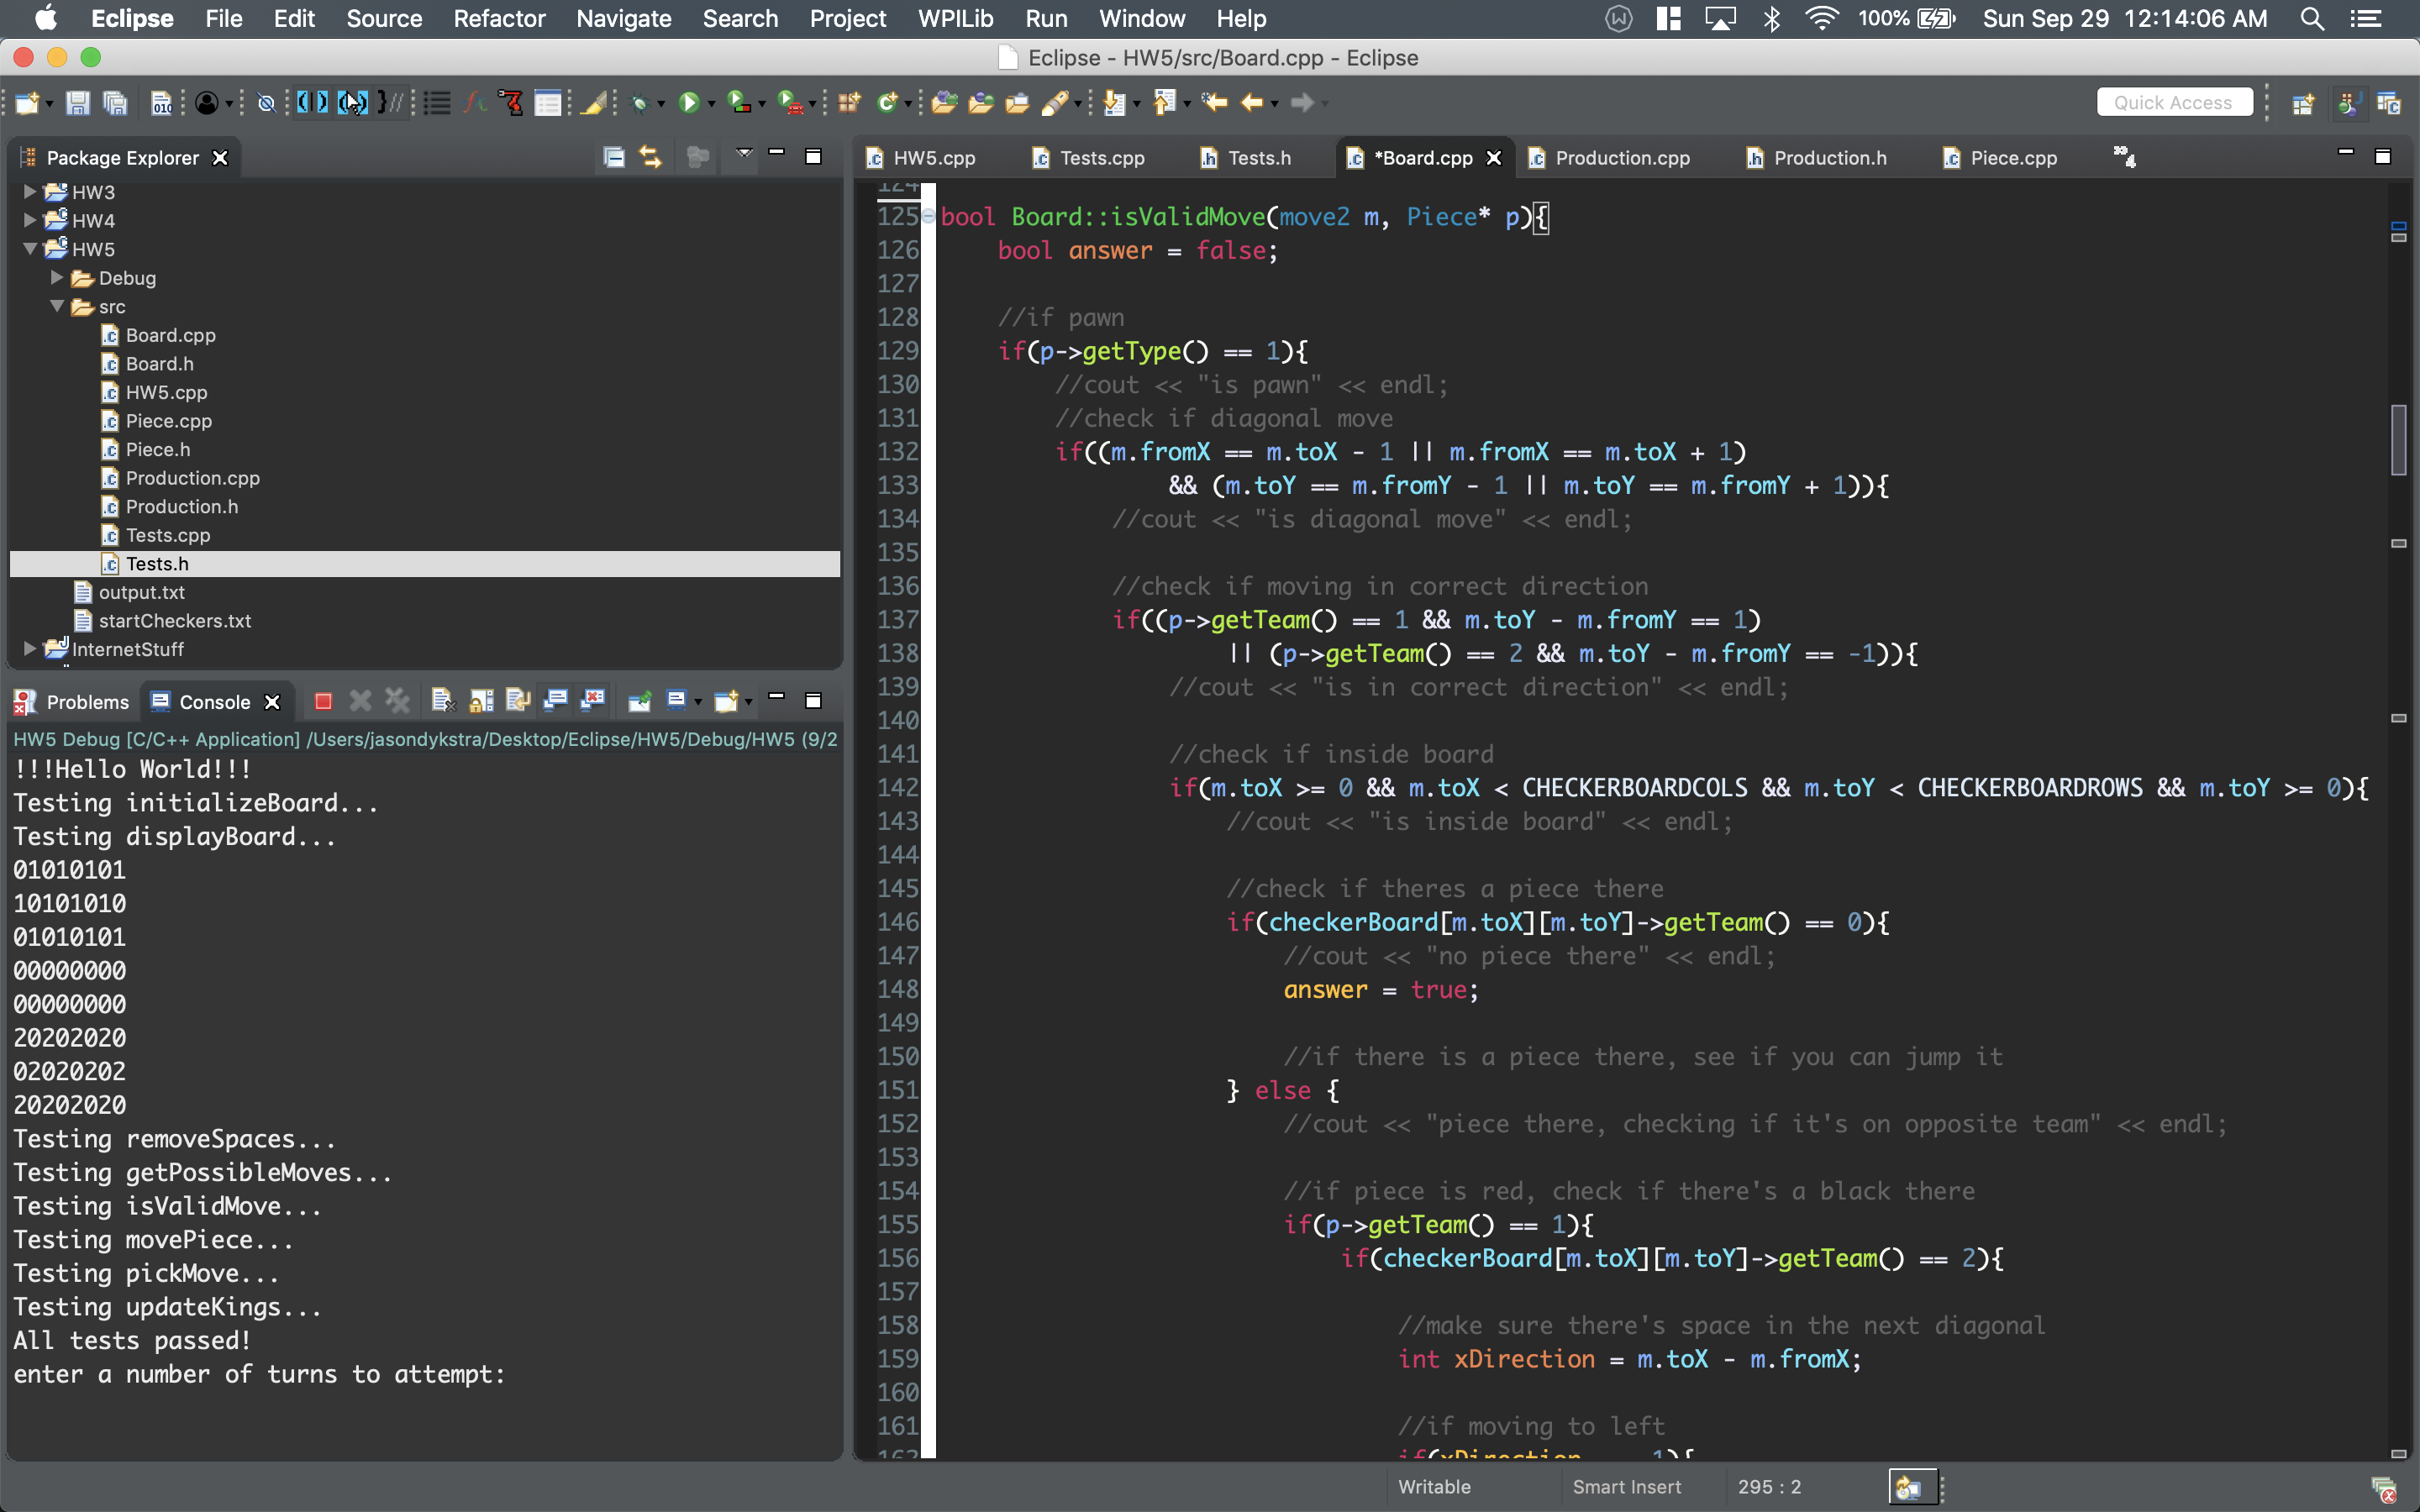 Eclipse File Edit Source Refactor Navigate Search Project WPILib Run Window Help 100% Sun Sep 29 12:14:06 AM
Eclipse - HW5/src/Board.cpp - Eclipse
Quick Access
Package Explorer
HW3
HW4
HW5
Debug
src
Board.cpp
Board.h
HW5.cpp
Piece.cpp
Piece.h
Production.cpp
Production.h
Tests.cpp
Tests.h
output.txt
startCheckers.txt
InternetStuff
Problems Console
HW5 Debug [C/C++ Application] /Users/jasondykstra/Desktop/Eclipse/HW5/Debug/HW5 (9/2
!!!Hello World!!!
Testing initializeBoard...
Testing displayBoard...
01010101
10101010
01010101
00000000
00000000
20202020
02020202
20202020
Testing removeSpaces...
Testing getPossibleMoves...
Testing isValidMove...
Testing movePiece...
Testing pickMove...
Testing updateKings...
All tests passed!
enter a number of turns to attempt:
HW5.cpp Tests.cpp Tests.h *Board.cpp Production.cpp Production.h Piece.cpp 4
124
125 bool Board::isValidMove(move2 m, Piece* p){
126 bool answer = false;
127
128 //if pawn
129 if(p->getType() == 1){
130 //cout << "is pawn" << endl;
131 //check if diagonal move
132 if((m.fromX == m.toX - 1 || m.fromX == m.toX + 1)
133 && (m.toY == m.fromY - 1 || m.toY == m.fromY + 1)){
134 //cout << "is diagonal move" << endl;
135
136 //check if moving in correct direction
137 if((p->getTeam() == 1 && m.toY - m.fromY == 1)
138 || (p->getTeam() == 2 && m.toY - m.fromY == -1)){
139 //cout << "is in correct direction" << endl;
140
141 //check if inside board
142 if(m.toX >= 0 && m.toX < CHECKERBOARDCOLS && m.toY < CHECKERBOARDROWS && m.toY >= 0){
143 //cout << "is inside board" << endl;
144
145 //check if theres a piece there
146 if(checkerBoard[m.toX][m.toY]->getTeam() == 0){
147 //cout << "no piece there" << endl;
148 answer = true;
149
150 //if there is a piece there, see if you can jump it
151 } else {
152 //cout << "piece there, checking if it's on opposite team" << endl;
153
154 //if piece is red, check if there's a black there
155 if(p->getTeam() == 1){
156 if(checkerBoard[m.toX][m.toY]->getTeam() == 2){
157
158 //make sure there's space in the next diagonal
159 int xDirection = m.toX - m.fromX;
160
161 //if moving to left
Writable Smart Insert 295 : 2